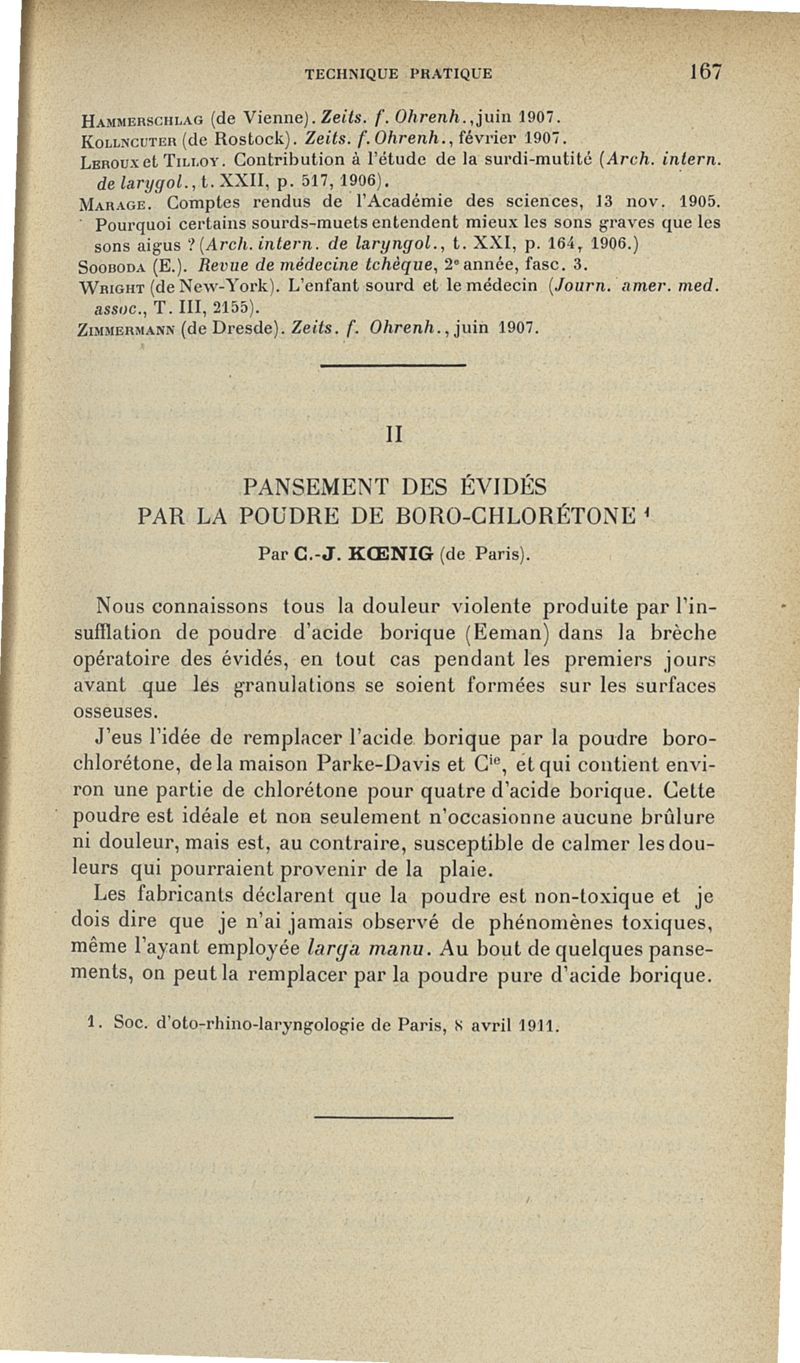 TECHNIQUE PRATIQUE 167
HAMMERSCHLAG (de Vienne). Zeits. f. Ohrenh., juin 1907.
KOLLNCUTER (de Rostock). Zeits. f. Ohrenh., février 1907.
LEROUX et TILLOY. Contribution à l'étude de la surdi-mutité (Arch. intern.
de larygol., t. XXII, p. 517, 1906).
MARAGE. Comptes rendus de l'Académie des sciences, 13 nov. 1905.
Pourquoi certains sourds-muets entendent mieux les sons graves que les
sons aigus ? (Arch. intern. de laryngol., t. XXI, p. 164, 1906.)
SOOBODA (E.). Revue de médecine tchèque, 2e année, fasc. 3.
WRIGHT (de New-York). L'enfant sourd et le médecin (Journ. amer. med.
assoc., T. III, 2155).
ZIMMERMANN (de Dresde). Zeits. f. Ohrenh., juin 1907.
II
PANSEMENT DES ÉVIDÉS
PAR LA POUDRE DE BORO-CHLORÉTONE 1
Par C.-J. KŒNIG (de Paris).
Nous connaissons tous la douleur violente produite par l'in-
sufflation de poudre d'acide borique (Eeman) dans la brèche
opératoire des évidés, en tout cas pendant les premiers jours
avant que les granulations se soient formées sur les surfaces
osseuses.
J'eus l'idée de remplacer l'acide borique par la poudre boro-
chlorétone, de la maison Parke-Davis et Cie, et qui contient envi-
ron une partie de chlorétone pour quatre d'acide borique. Cette
poudre est idéale et non seulement n'occasionne aucune brûlure
ni douleur, mais est, au contraire, susceptible de calmer les dou-
leurs qui pourraient provenir de la plaie.
Les fabricants déclarent que la poudre est non-toxique et je
dois dire que je n'ai jamais observé de phénomènes toxiques,
même l'ayant employée larga manu. Au bout de quelques panse-
ments, on peut la remplacer par la poudre pure d'acide borique.
1. Soc. d'oto-rhino-laryngologie de Paris, 8 avril 1911.